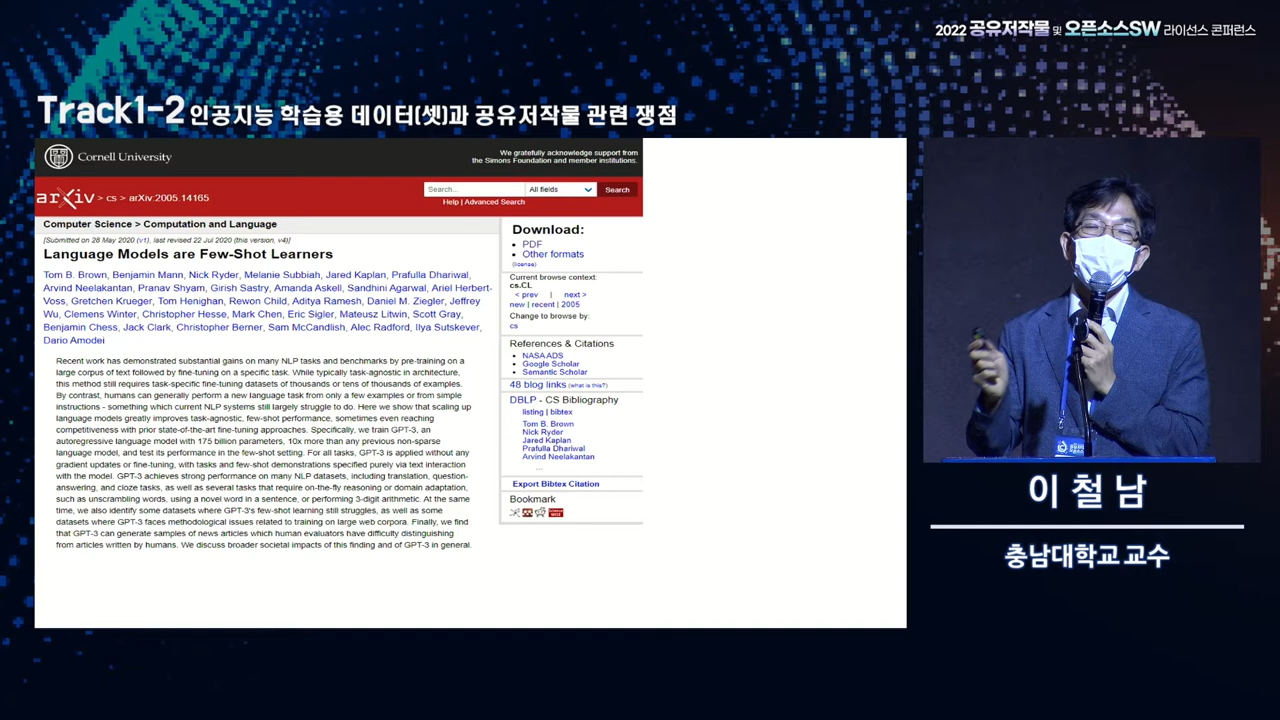 2022 공유저작물 및 오픈소스SW 라이선스 콘퍼런스
Track1-2 인공지능 학습용 데이터(셋)과 공유저작물 관련 쟁점
Cornell University
We gratefully acknowledge support from
the Simons Foundation and member institutions.
arXiv > cs > arXiv:2005.14165
Search...
All fields
Search
Help | Advanced Search
Computer Science > Computation and Language
[Submitted on 28 May 2020 (v1), last revised 22 Jul 2020 (this version, v4)]
Language Models are Few-Shot Learners
Tom B. Brown, Benjamin Mann, Nick Ryder, Melanie Subbiah, Jared Kaplan, Prafulla Dhariwal,
Arvind Neelakantan, Pranav Shyam, Girish Sastry, Amanda Askell, Sandhini Agarwal, Ariel Herbert-
Voss, Gretchen Krueger, Tom Henighan, Rewon Child, Aditya Ramesh, Daniel M. Ziegler, Jeffrey
Wu, Clemens Winter, Christopher Hesse, Mark Chen, Eric Sigler, Mateusz Litwin, Scott Gray,
Benjamin Chess, Jack Clark, Christopher Berner, Sam McCandlish, Alec Radford, Ilya Sutskever,
Dario Amodei
Recent work has demonstrated substantial gains on many NLP tasks and benchmarks by pre-training on a
large corpus of text followed by fine-tuning on a specific task. While typically task-agnostic in architecture,
this method still requires task-specific fine-tuning datasets of thousands or tens of thousands of examples.
By contrast, humans can generally perform a new language task from only a few examples or from simple
instructions - something which current NLP systems still largely struggle to do. Here we show that scaling up
language models greatly improves task-agnostic, few-shot performance, sometimes even reaching
competitiveness with prior state-of-the-art fine-tuning approaches. Specifically, we train GPT-3, an
autoregressive language model with 175 billion parameters, 10x more than any previous non-sparse
language model, and test its performance in the few-shot setting. For all tasks, GPT-3 is applied without any
gradient updates or fine-tuning, with tasks and few-shot demonstrations specified purely via text interaction
with the model. GPT-3 achieves strong performance on many NLP datasets, including translation, question-
answering, and cloze tasks, as well as several tasks that require on-the-fly reasoning or domain adaptation,
such as unscrambling words, using a novel word in a sentence, or performing 3-digit arithmetic. At the same
time, we also identify some datasets where GPT-3's few-shot learning still struggles, as well as some
datasets where GPT-3 faces methodological issues related to training on large web corpora. Finally, we find
that GPT-3 can generate samples of news articles which human evaluators have difficulty distinguishing
from articles written by humans. We discuss broader societal impacts of this finding and of GPT-3 in general.
Download:
PDF
Other formats
(license)
Current browse context:
cs.CL
< prev | next >
new | recent | 2005
Change to browse by:
cs
References & Citations
NASA ADS
Google Scholar
Semantic Scholar
48 blog links (what is this?)
DBLP - CS Bibliography
listing | bibtex
Tom B. Brown
Nick Ryder
Jared Kaplan
Prafulla Dhariwal
Arvind Neelakantan
...
Export Bibtex Citation
Bookmark
이 철 남
충남대학교 교수